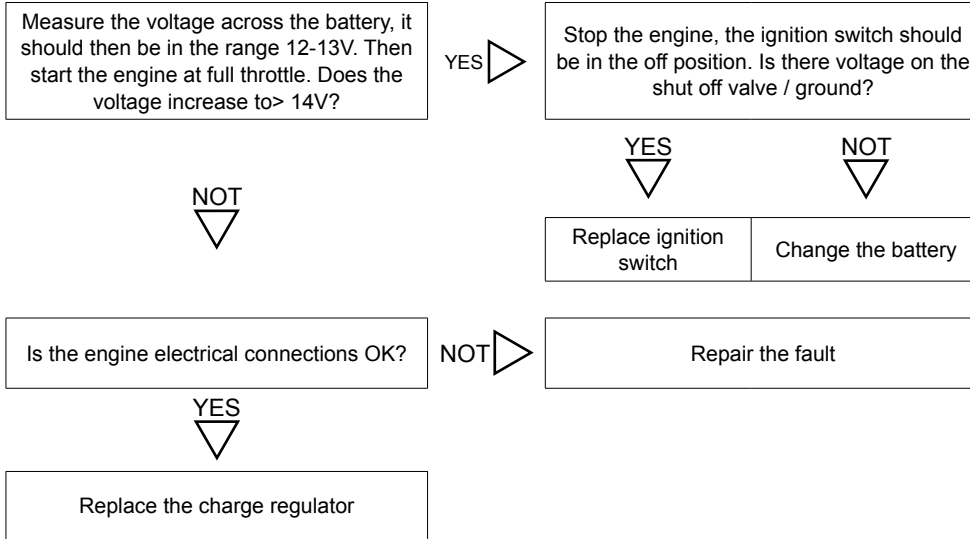 Measure the voltage across the battery, it
should then be in the range 12-13V. Then
start the engine at full throttle. Does the
voltage increase to> 14V?
YES
Stop the engine, the ignition switch should
be in the off position. Is there voltage on the
shut off valve / ground?
YES
NOT
NOT
Replace ignition
switch
Change the battery
Is the engine electrical connections OK?
NOT
Repair the fault
YES
Replace the charge regulator